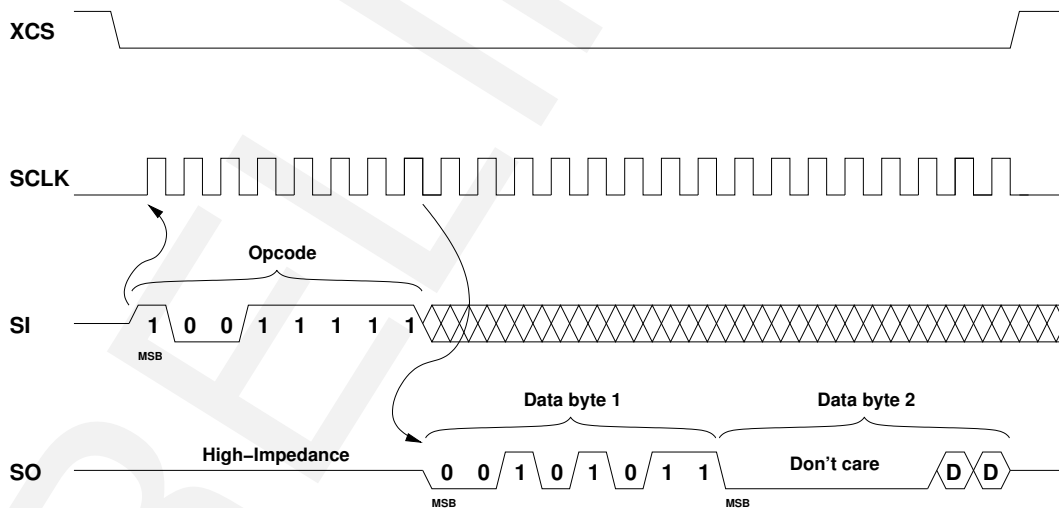 XCS
SCLK
Opcode
SI 1 0 0 1 1 1 1 1
MSB
Data byte 1 Data byte 2
High−Impedance
SO 0 0 1 0 1 0 1 1 Don't care D D
MSB MSB